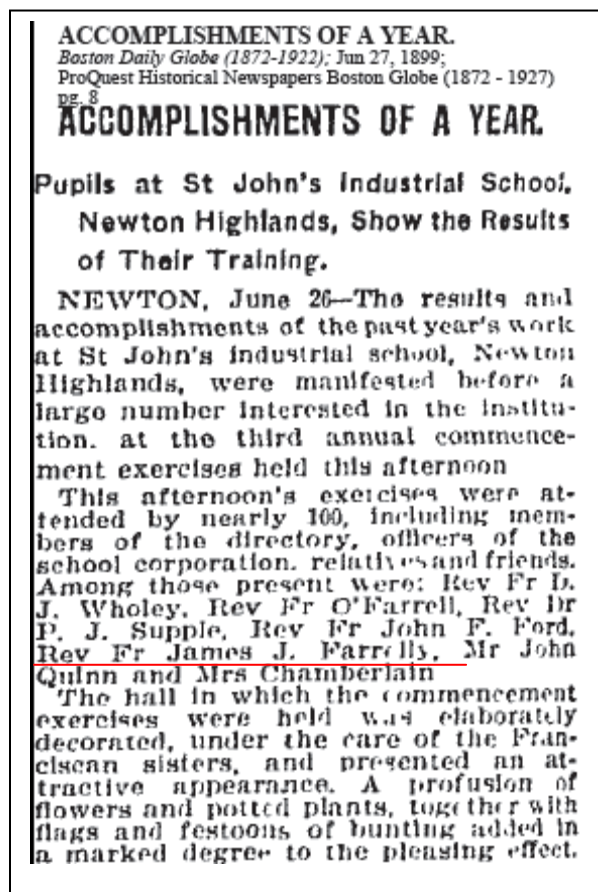 ACCOMPLISHMENTS OF A YEAR.
Boston Daily Globe (1872-1922); Jun 27, 1899;
ProQuest Historical Newspapers Boston Globe (1872 - 1927)
pg. 8
ACCOMPLISHMENTS OF A YEAR.
Pupils at St John's Industrial School,
Newton Highlands, Show the Results
of Their Training.
NEWTON, June 26—The results and
accomplishments of the past year's work
at St John's industrial school, Newton
Highlands, were manifested before a
large number interested in the institu-
tion. at the third annual commence-
ment exercises held this afternoon
This afternoon's exercises were at-
tended by nearly 100, including mem-
bers of the directory, officers of the
school corporation. relatives and friends.
Among those present were: Rev Fr D.
J. Wholey, Rev Fr O'Farrell, Rev Dr
P. J. Supple, Rev Fr John F. Ford,
Rev Fr James J. Farrelly, Mr John
Quinn and Mrs Chamberlain
The hall in which the commencement
exercises were held was elaborately
decorated, under the care of the Fran-
ciscan sisters, and presented an at-
tractive appearance. A profusion of
flowers and potted plants, together with
flags and festoons of bunting added in
a marked degree to the pleasing effect.